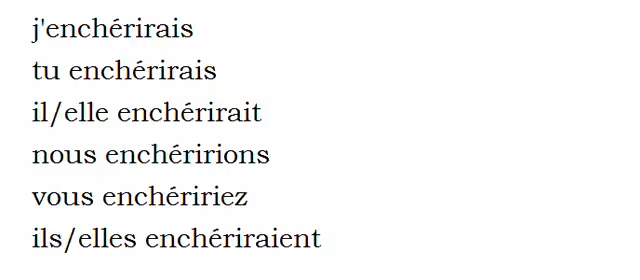 j'enchérirais
tu enchérirais
il/elle enchérirait
nous enchéririons
vous enchéririez
ils/elles enchériraient